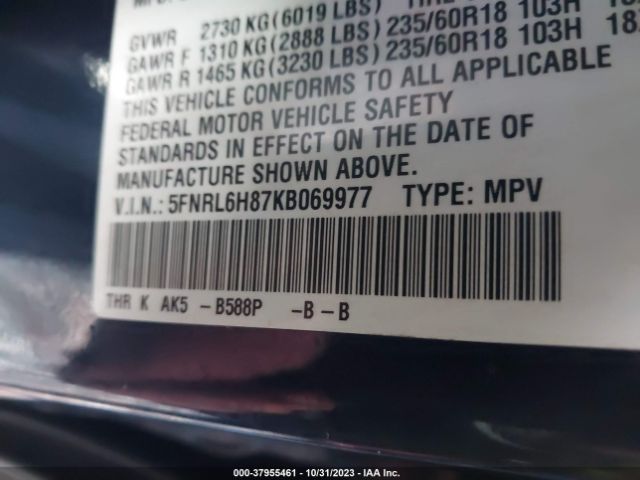 GVWR 2730 KG (6019 LBS)
GAWR F 1310 KG (2888 LBS) 235/60R18 103H
GAWR R 1465 KG (3230 LBS) 235/60R18 103H
THIS VEHICLE CONFORMS TO ALL APPLICABLE
FEDERAL MOTOR VEHICLE SAFETY
STANDARDS IN EFFECT ON THE DATE OF
MANUFACTURE SHOWN ABOVE.
V.I.N.: 5FNRL6H87KB069977 TYPE: MPV
THR K AK5 -B588P -B-B
000-37955461 - 10/31/2023 - IAA Inc.